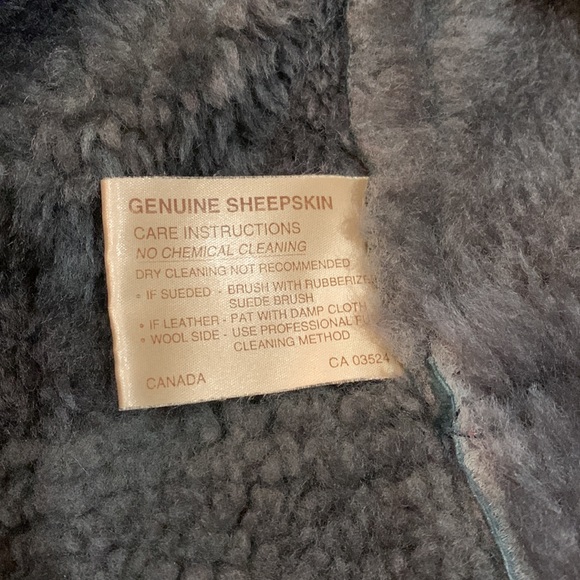 GENUINE SHEEPSKIN
CARE INSTRUCTIONS
NO CHEMICAL CLEANING
DRY CLEANING NOT RECOMMENDED
• IF SUEDED - BRUSH WITH RUBBERIZE
SUEDE BRUSH
• IF LEATHER - PAT WITH DAMP CLOTH
• WOOL SIDE - USE PROFESSIONAL F
CLEANING METHOD
CANADA CA 03524